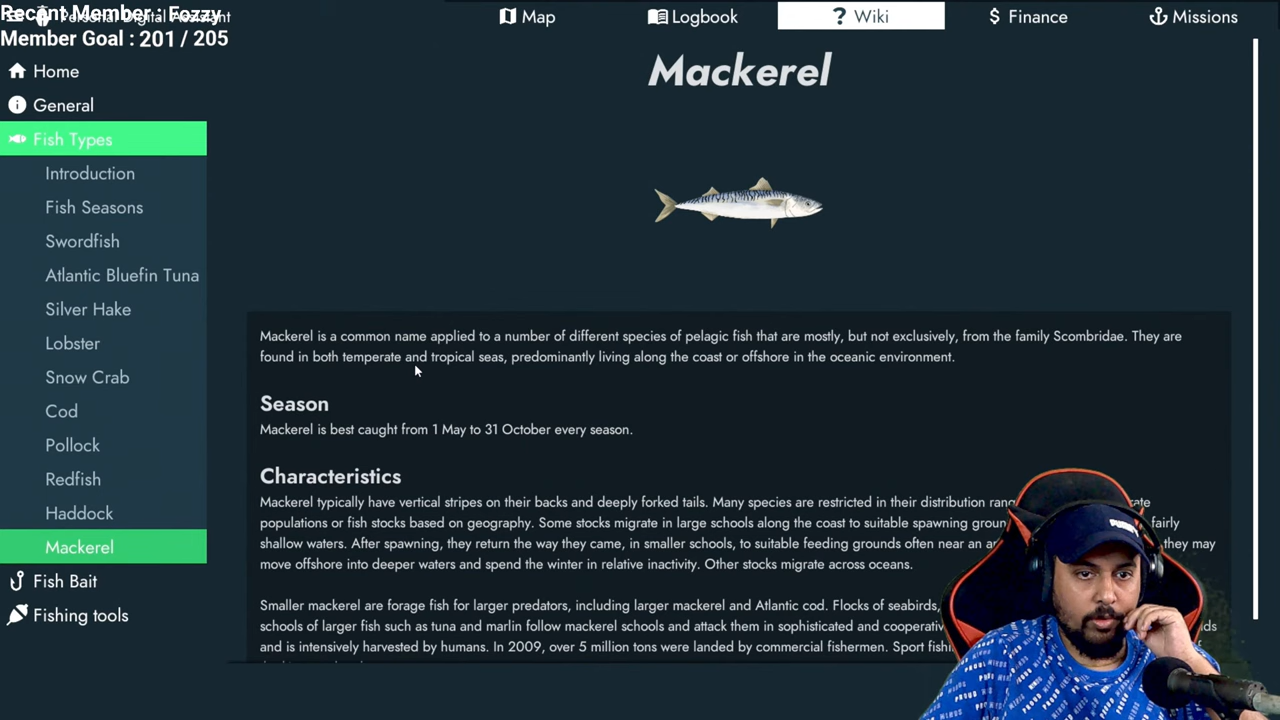 Recent Member : Fozzy
Personal Digital Assistant
Member Goal : 201 / 205
Map
Logbook
? Wiki
$ Finance
Missions
Home
General
Fish Types
Introduction
Fish Seasons
Swordfish
Atlantic Bluefin Tuna
Silver Hake
Lobster
Snow Crab
Cod
Pollock
Redfish
Haddock
Mackerel
Fish Bait
Fishing tools
Mackerel
Mackerel is a common name applied to a number of different species of pelagic fish that are mostly, but not exclusively, from the family Scombridae. They are
found in both temperate and tropical seas, predominantly living along the coast or offshore in the oceanic environment.
Season
Mackerel is best caught from 1 May to 31 October every season.
Characteristics
Mackerel typically have vertical stripes on their backs and deeply forked tails. Many species are restricted in their distribution
populations or fish stocks based on geography. Some stocks migrate in large schools along the coast to suitable spawning fairly
shallow waters. After spawning, they return the way they came, in smaller schools, to suitable feeding grounds often near an they may
move offshore into deeper waters and spend the winter in relative inactivity. Other stocks migrate across oceans.
Smaller mackerel are forage fish for larger predators, including larger mackerel and Atlantic cod. Flocks of seabirds,
schools of larger fish such as tuna and marlin follow mackerel schools and attack them in sophisticated and
and is intensively harvested by humans. In 2009, over 5 million tons were landed by commercial fishermen. Sport
PROUD